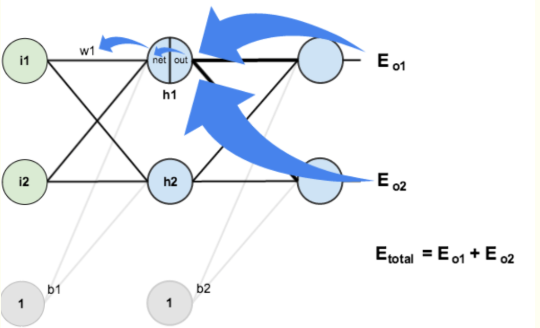 i1
w1
net out
h1
E o1
i2
h2
E o2
E total = E o1 + E o2
1
b1
1
b2